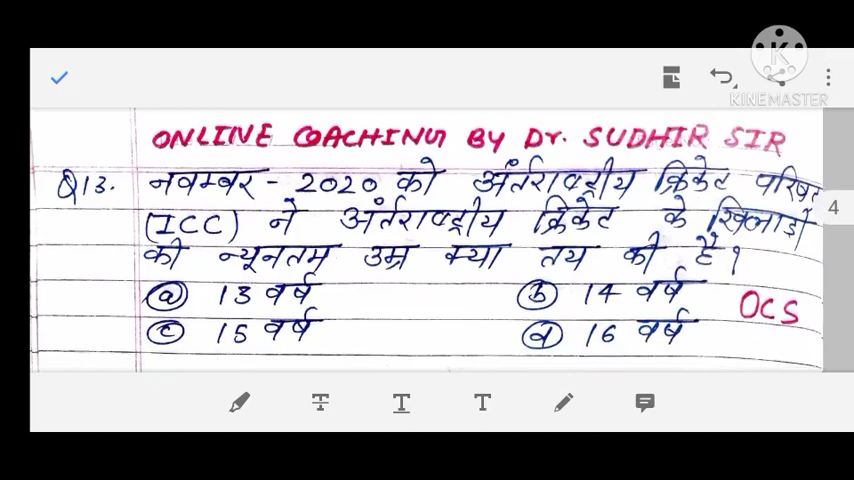 K
KINEMASTER
ONLINE COACHING BY Dr. SUDHIR SIR
Q13. नवम्बर - 2020 को अंर्तराष्ट्रीय क्रिकेट परिषद
4
(ICC) ने अंर्तराष्ट्रीय क्रिकेट के खिलाड़ी
की न्यूनतम उम्र क्या तय की है?
(a) 13 वर्ष (b) 14 वर्ष
OCS
(c) 15 वर्ष (d) 16 वर्ष
T T